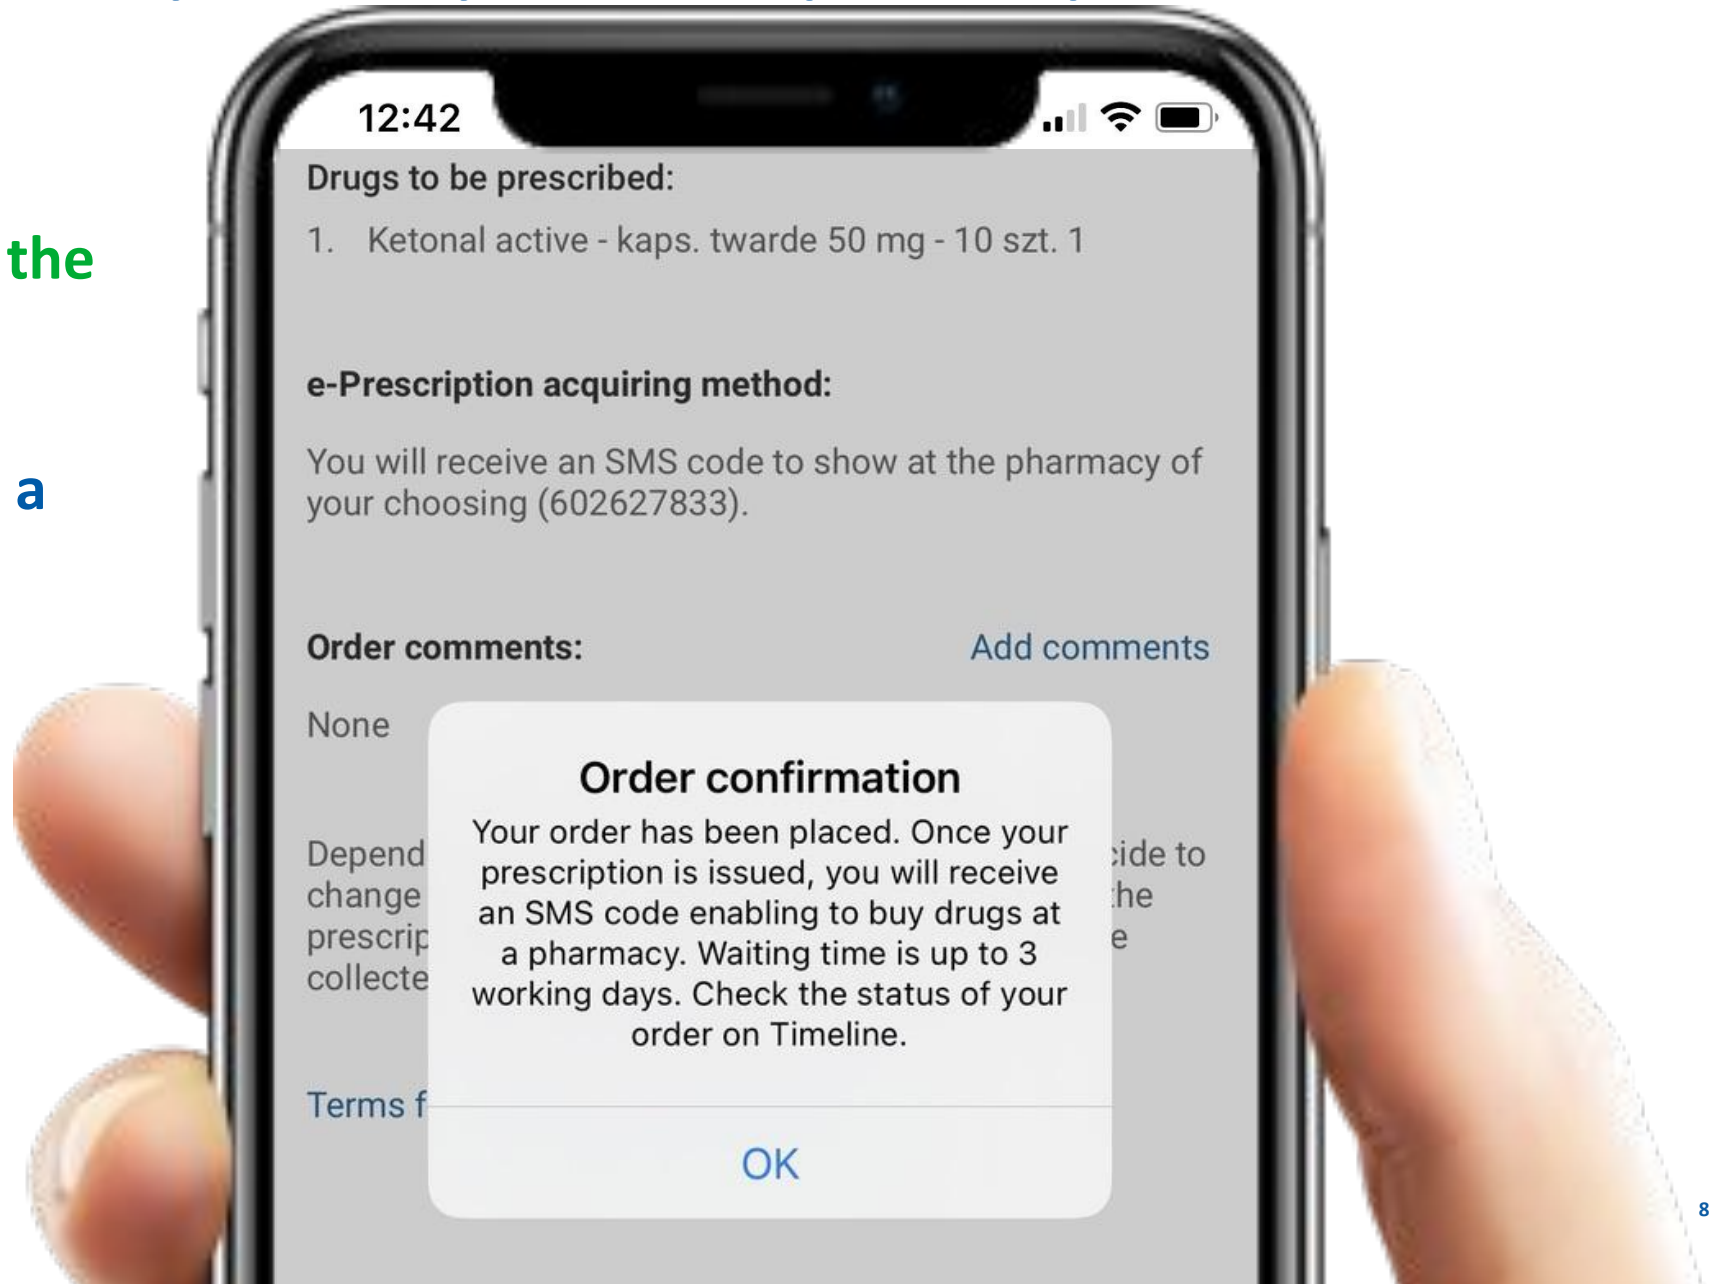 12:42
Drugs to be prescribed:
1. Ketonal active - kaps. twarde 50 mg - 10 szt. 1
the
e-Prescription acquiring method:
You will receive an SMS code to show at the pharmacy of
your choosing (602627833).
a
Order comments: Add comments
None
Order confirmation
Your order has been placed. Once your
prescription is issued, you will receive
an SMS code enabling to buy drugs at
a pharmacy. Waiting time is up to 3
working days. Check the status of your
order on Timeline.
OK
Depend
cide to
change
the
collecte
Terms f
8